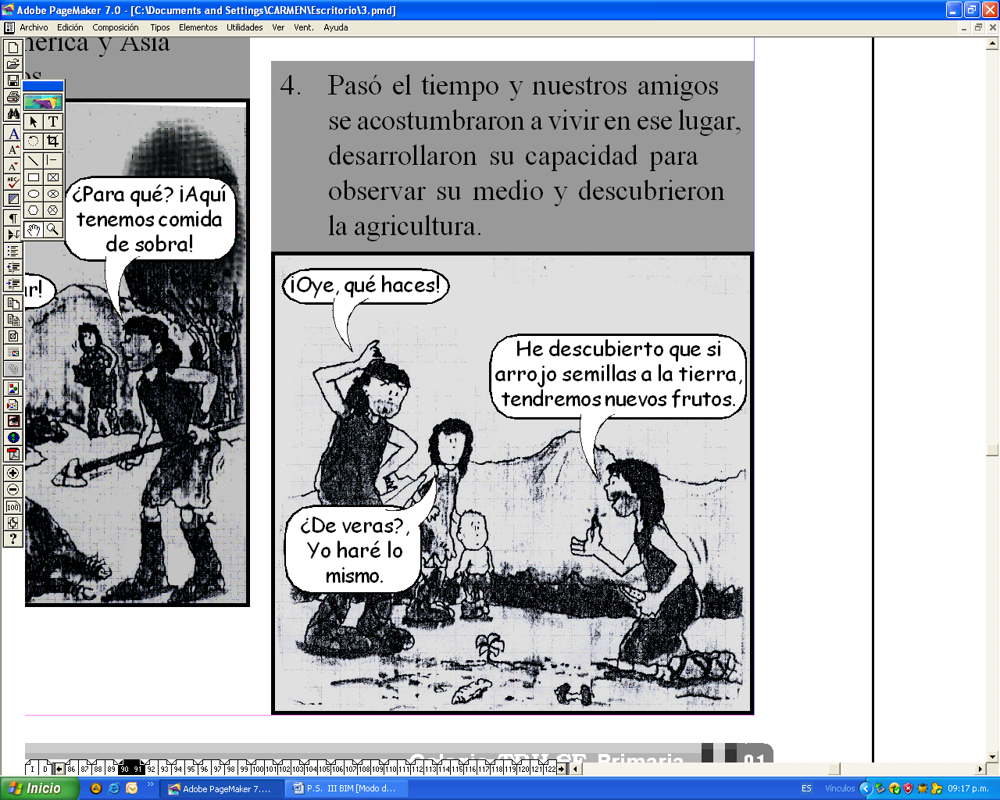 Adobe PageMaker 7.0 - [C:\Documents and Settings\CARMEN\Escritorio\3.pmd]
Archivo Edición Composición Tipos Elementos Utilidades Ver Vent. Ayuda
mérica y Asia
¿Para qué? ¡Aquí
tenemos comida
de sobra!
ar!
4. Pasó el tiempo y nuestros amigos
se acostumbraron a vivir en ese lugar,
desarrollaron su capacidad para
observar su medio y descubrieron
la agricultura.
¡Oye, qué haces!
He descubierto que si
arrojo semillas a la tierra,
tendremos nuevos frutos.
¿De veras?,
Yo haré lo
mismo.
Primaria 91
I D 86 87 88 89 90 91 92 93 94 95 96 97 98 99 100 101 102 103 104 105 106 107 108 109 110 111 112 113 114 115 116 117 118 119 120 121 122
Inicio Adobe PageMaker 7.... P.S. III BIM [Modo d... ES Vínculos 09:17 p.m.